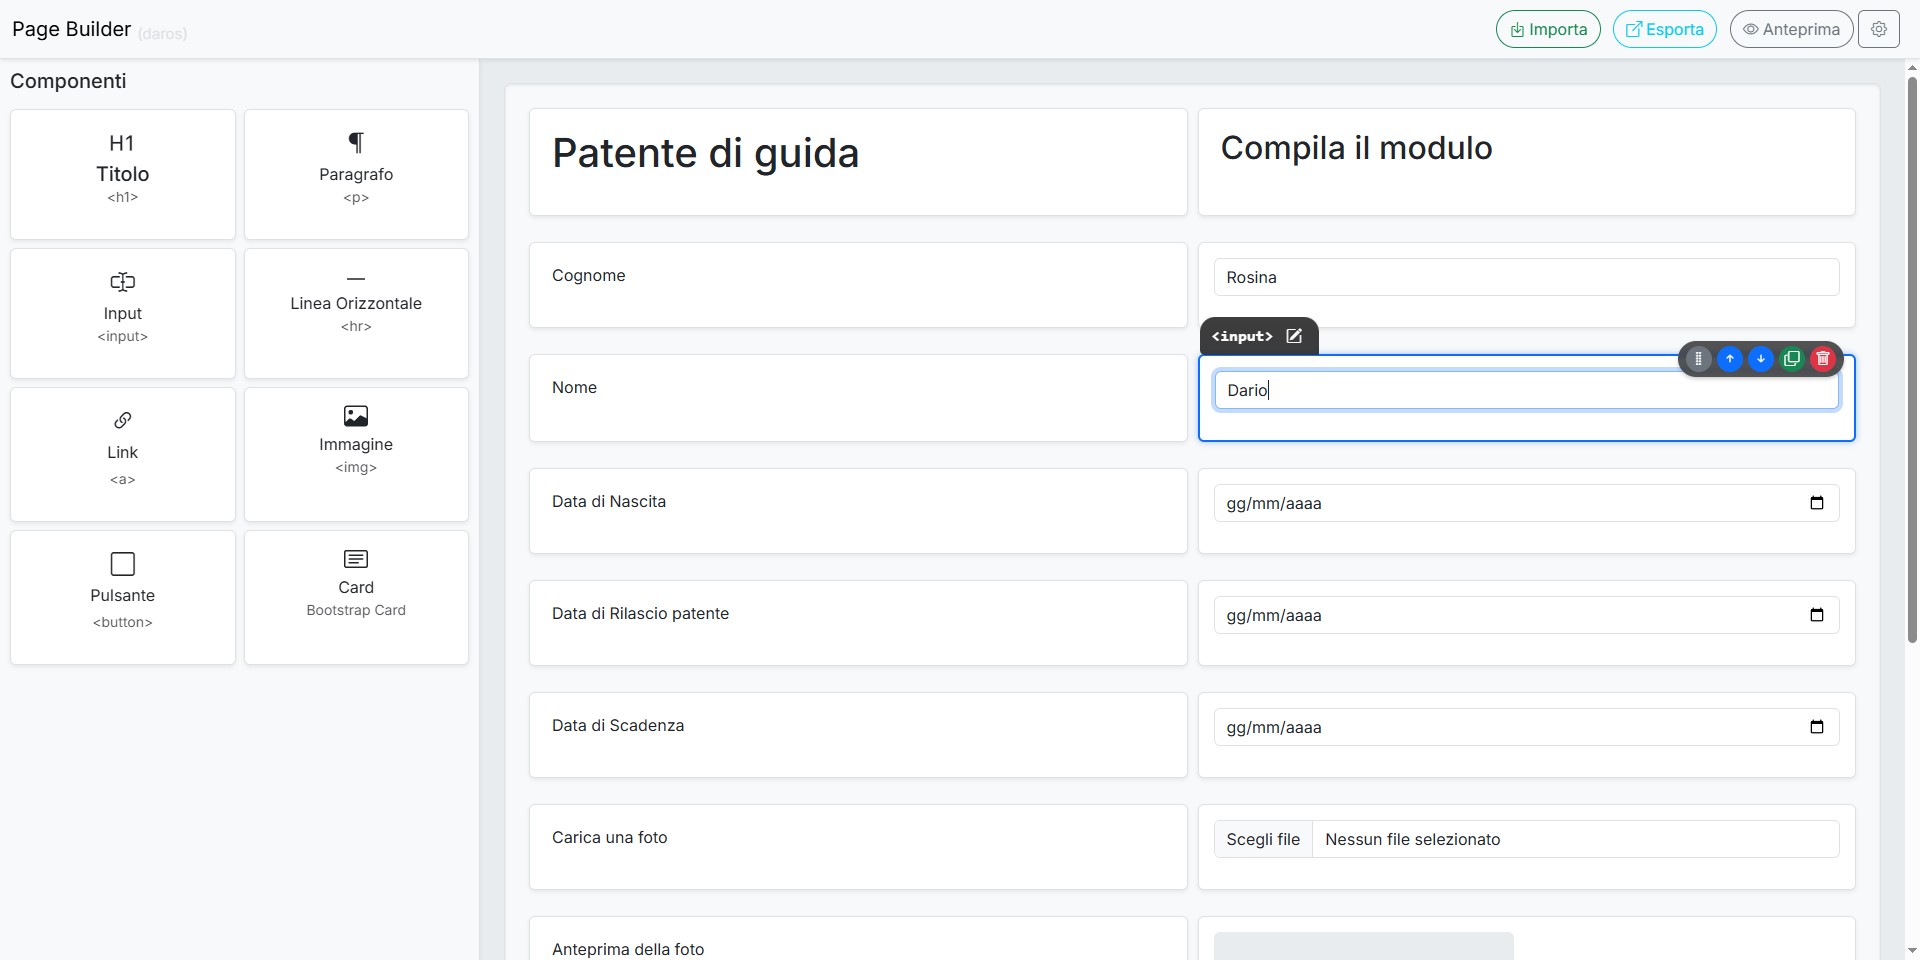 Page Builder (daros)
Importa
Esporta
Anteprima
Componenti
H1
Titolo
<h1>
Paragrafo
<p>
Input
<input>
Linea Orizzontale
<hr>
Link
<a>
Immagine
<img>
Pulsante
<button>
Card
Bootstrap Card
Patente di guida
Compila il modulo
Cognome
Rosina
<input>
Nome
Dario
Data di Nascita
gg/mm/aaaa
Data di Rilascio patente
gg/mm/aaaa
Data di Scadenza
gg/mm/aaaa
Carica una foto
Scegli file Nessun file selezionato
Anteprima della foto